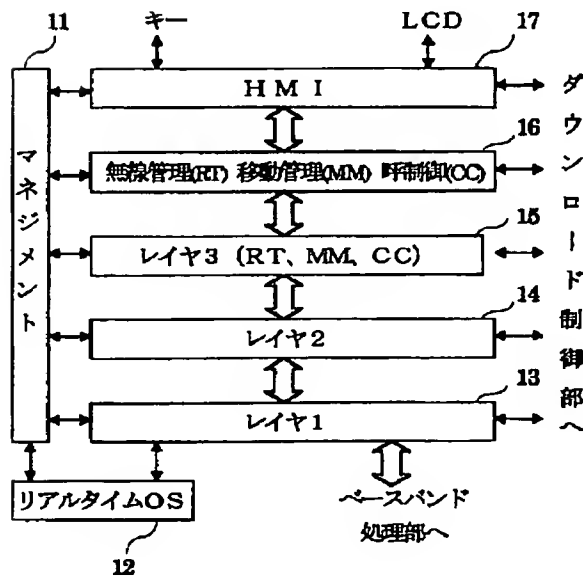 11
キー
LCD
17
HMI
16
無線管理(RT) 移動管理(MM) 呼制御(CC)
15
レイヤ3 (RT、MM、CC)
14
レイヤ2
13
レイヤ1
マネジメント
ダウンロード制御部へ
リアルタイムOS
12
ベースバンド
処理部へ